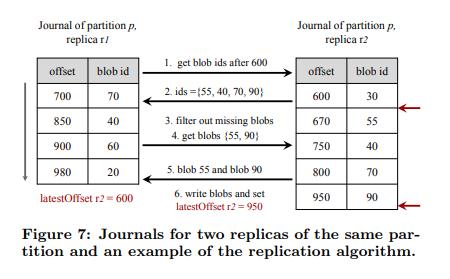 Journal of partition p,
replica r1
Journal of partition p,
replica r2
offset blob id
700 70
850 40
900 60
980 20
latestOffset r2 = 600
1. get blob ids after 600
2. ids ={55, 40, 70, 90}
3. filter out missing blobs
4. get blobs {55, 90}
5. blob 55 and blob 90
6. write blobs and set
latestOffset r2 = 950
offset blob id
600 30
670 55
750 40
800 70
950 90
Figure 7: Journals for two replicas of the same par-
tition and an example of the replication algorithm.